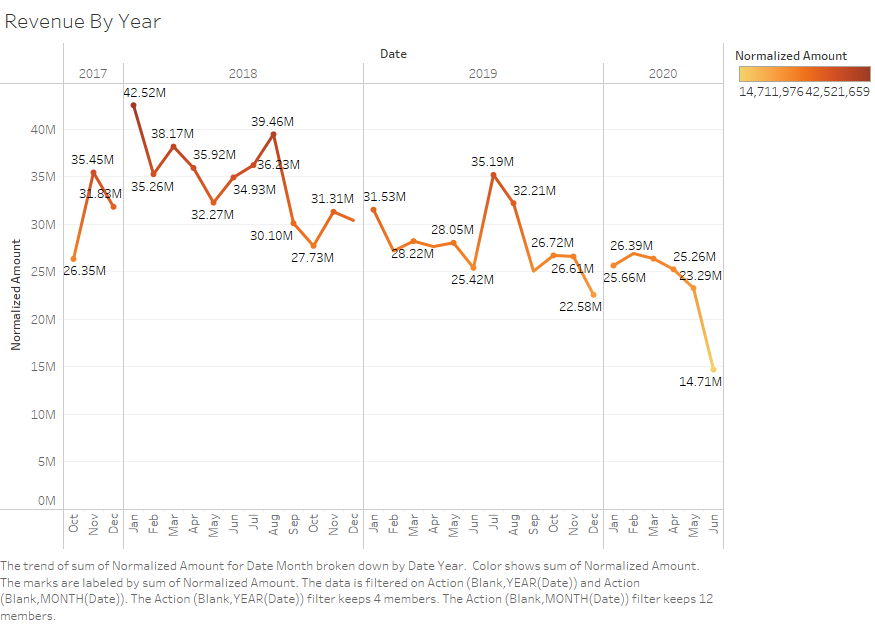 Revenue By Year
Date
Normalized Amount
14,711,976 42,521,659
2017 2018 2019 2020
42.52M
39.46M
38.17M
35.92M
35.45M
36.23M
35.19M
31.83M
35.26M
34.93M
32.21M
32.27M
31.31M
31.53M
30.10M
28.05M
27.73M
28.22M
26.72M
26.39M
25.26M
26.35M
25.42M
26.61M
25.66M
23.29M
22.58M
14.71M
40M
35M
30M
25M
20M
15M
10M
5M
0M
Normalized Amount
Oct Nov Dec Jan Feb Mar Apr May Jun Jul Aug Sep Oct Nov Dec Jan Feb Mar Apr May Jun Jul Aug Sep Oct Nov Dec Jan Feb Mar Apr May Jun
The trend of sum of Normalized Amount for Date Month broken down by Date Year. Color shows sum of Normalized Amount.
The marks are labeled by sum of Normalized Amount. The data is filtered on Action (Blank,YEAR(Date)) and Action
(Blank,MONTH(Date)). The Action (Blank,YEAR(Date)) filter keeps 4 members. The Action (Blank,MONTH(Date)) filter keeps 12
members.